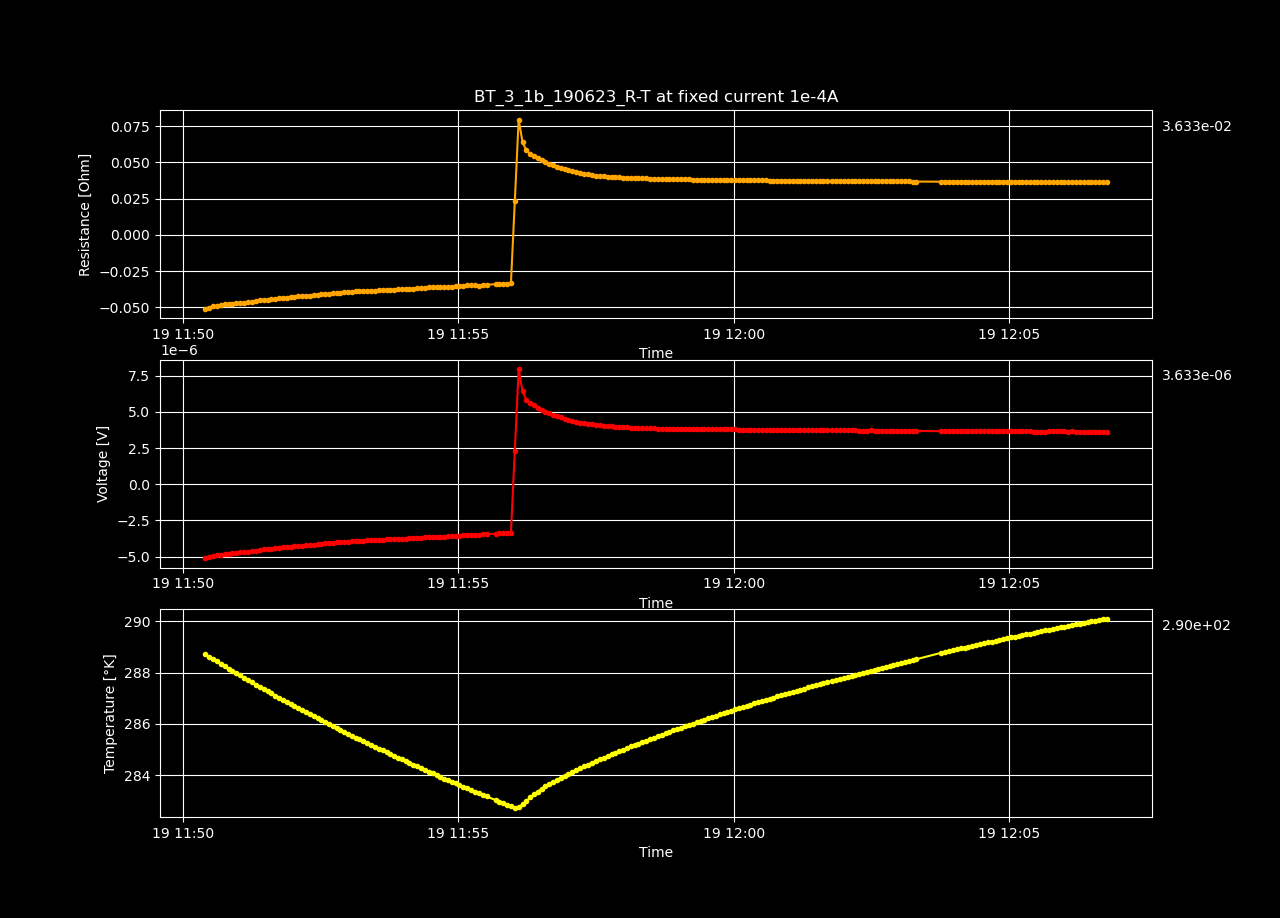 BT_3_1b_190623_R-T at fixed current 1e-4A
3.633e-02
Resistance [Ohm]
0.075
0.050
0.025
0.000
−0.025
−0.050
19 11:50 19 11:55 19 12:00 19 12:05
Time
1e−6
3.633e-06
Voltage [V]
7.5
5.0
2.5
0.0
−2.5
−5.0
19 11:50 19 11:55 19 12:00 19 12:05
Time
2.90e+02
Temperature [°K]
290
288
286
284
19 11:50 19 11:55 19 12:00 19 12:05
Time